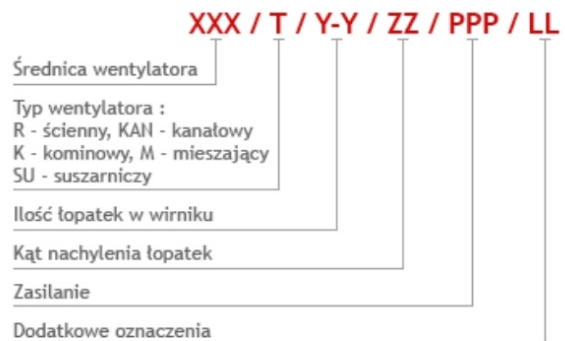 XXX / T / Y-Y / ZZ / PPP / LL
Średnica wentylatora
Typ wentylatora :
R - ścienny, KAN - kanałowy
K - kominowy, M - mieszający
SU - suszarniczy
Ilość łopatek w wirniku
Kąt nachylenia łopatek
Zasilanie
Dodatkowe oznaczenia